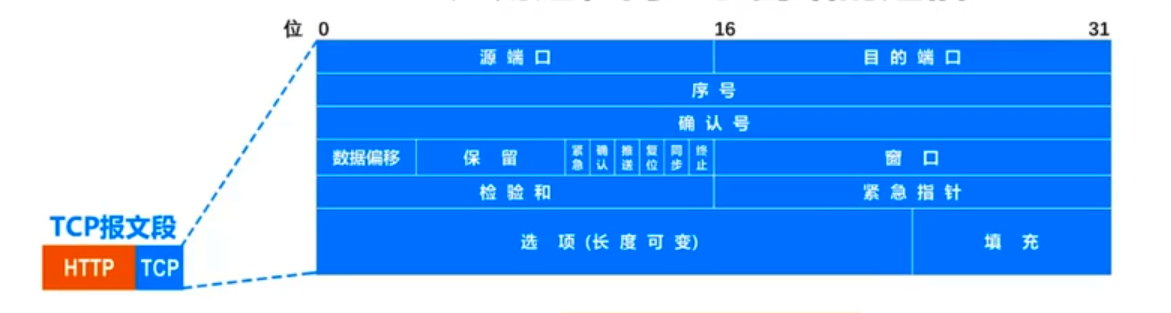 位 0 16 31
源端口 目的端口
序号
确认号
数据偏移 保留 紧急 确认 推送 复位 同步 终止 窗口
检验和 紧急指针
选项(长度可变) 填充
TCP报文段
HTTP TCP